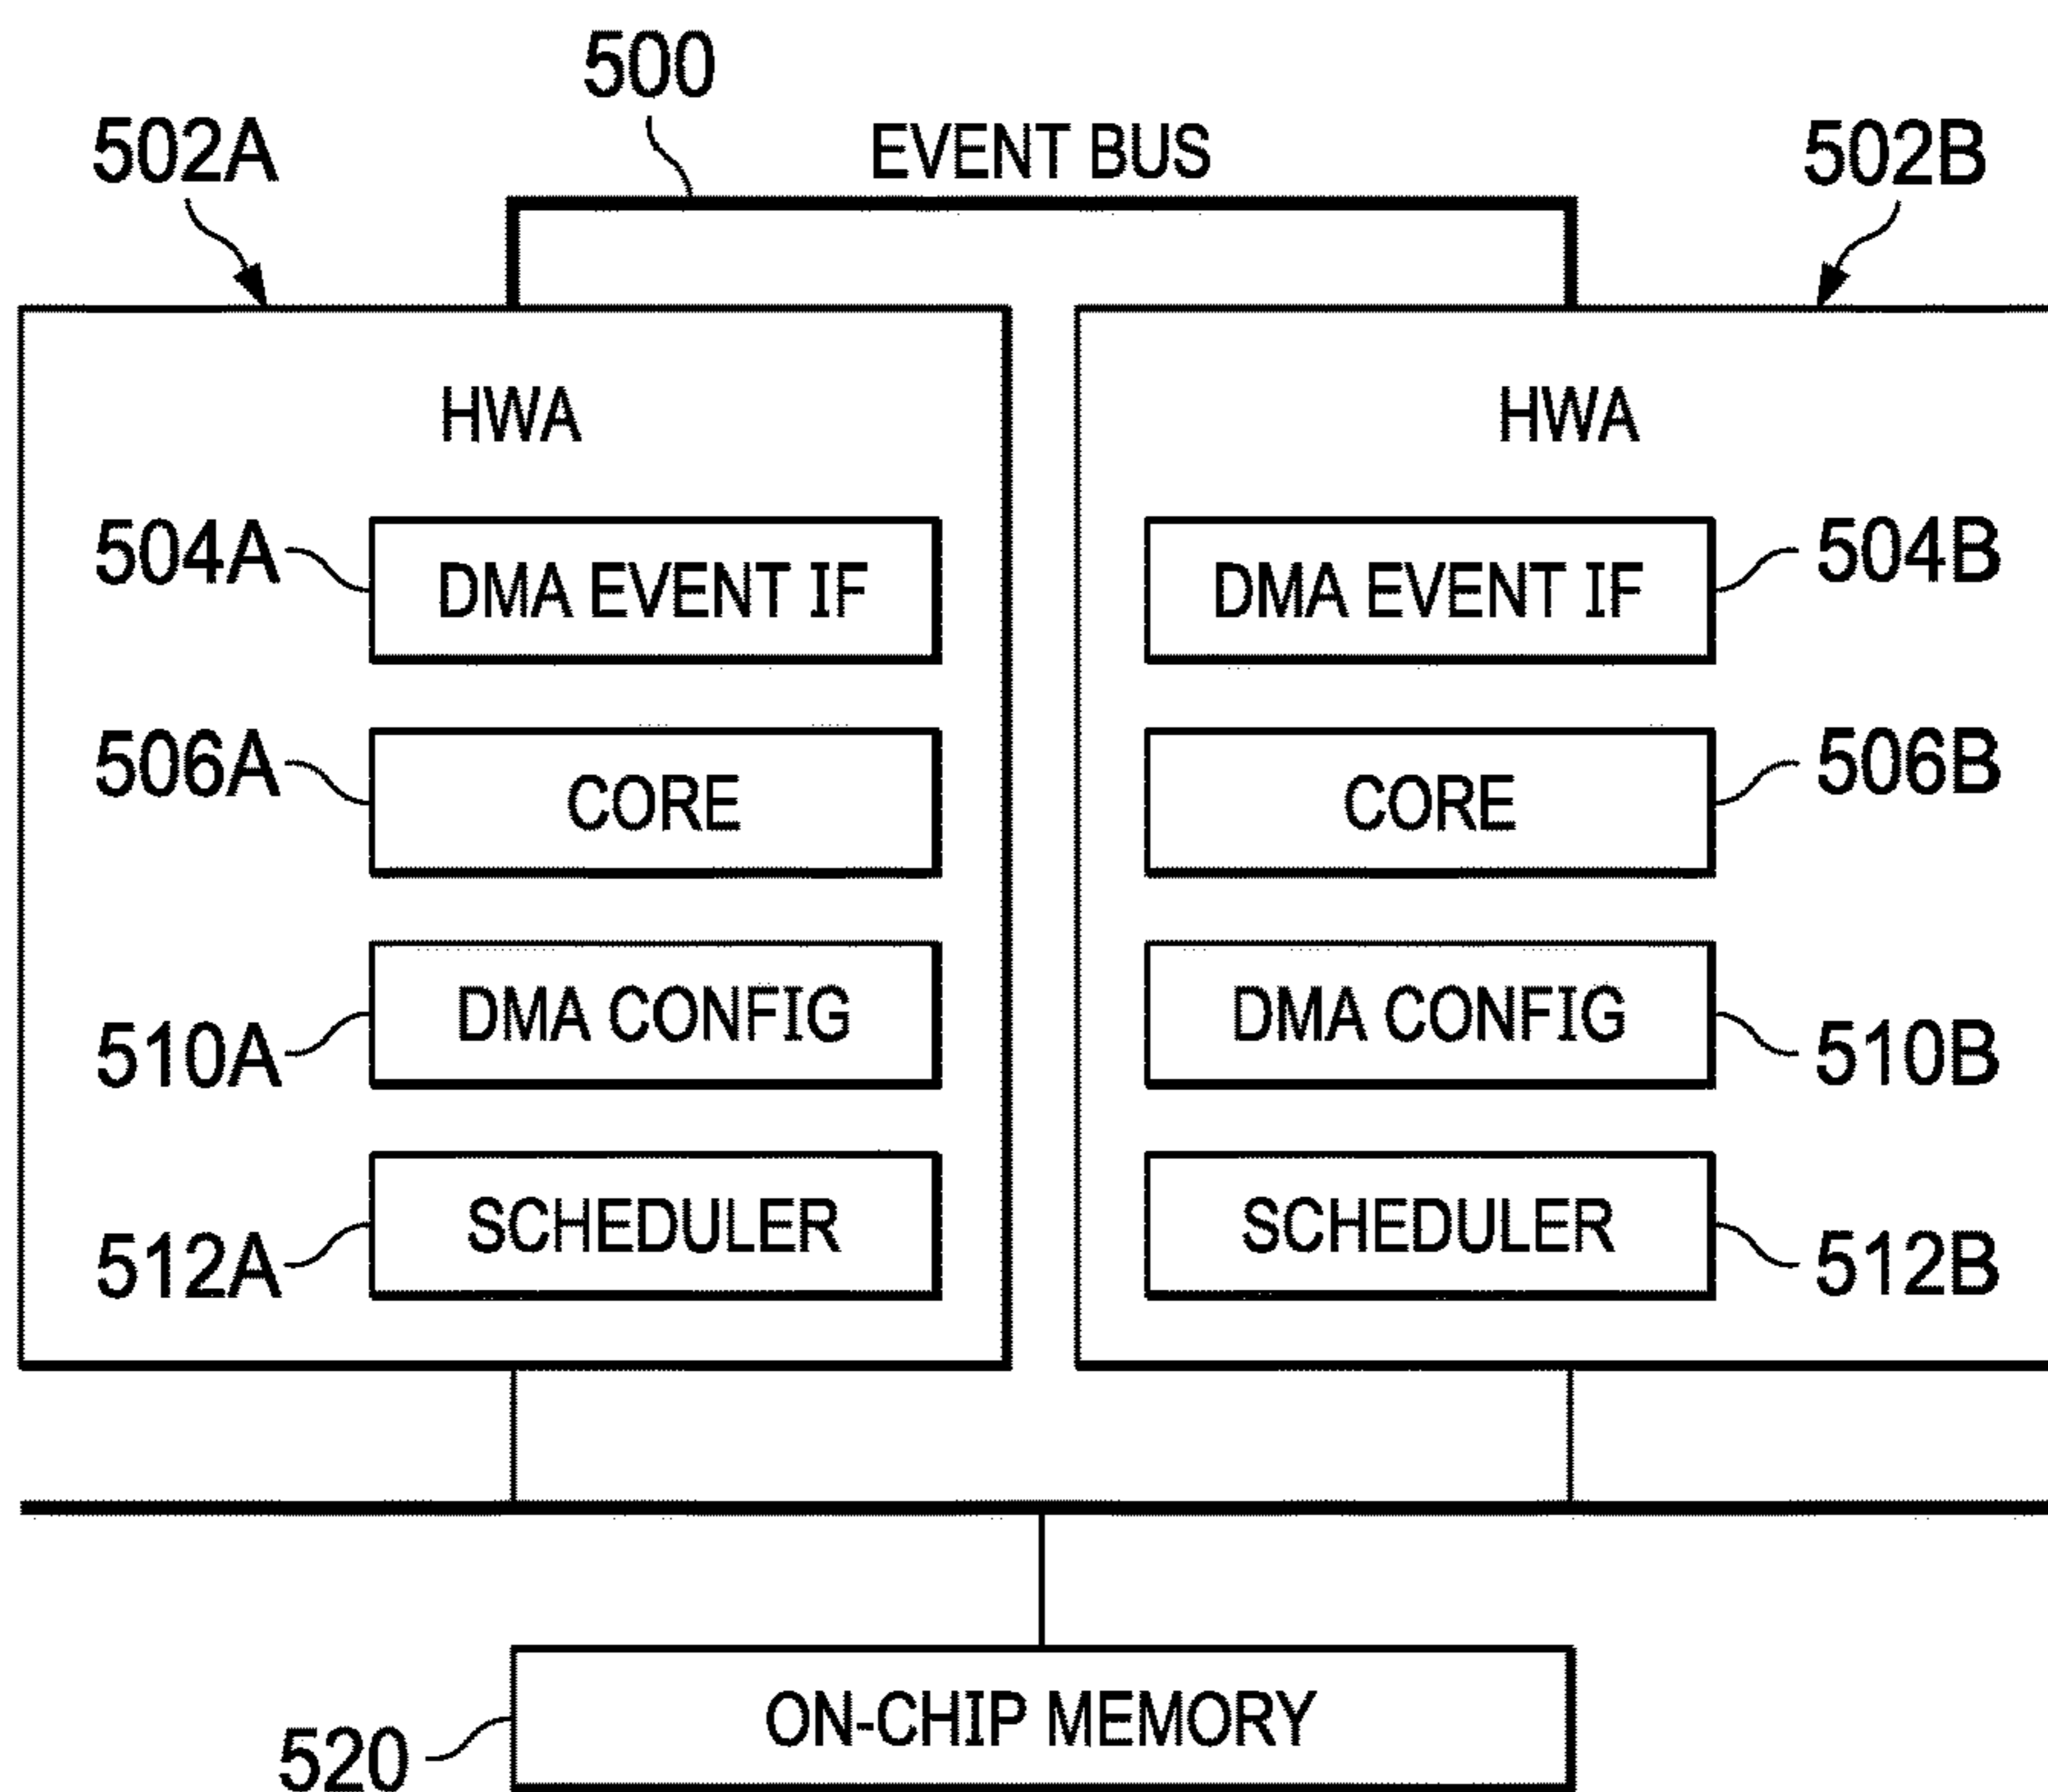 500
502A EVENT BUS 502B
HWA HWA
504A DMA EVENT IF DMA EVENT IF 504B
506A CORE CORE 506B
510A DMA CONFIG DMA CONFIG 510B
512A SCHEDULER SCHEDULER 512B
ON-CHIP MEMORY
520